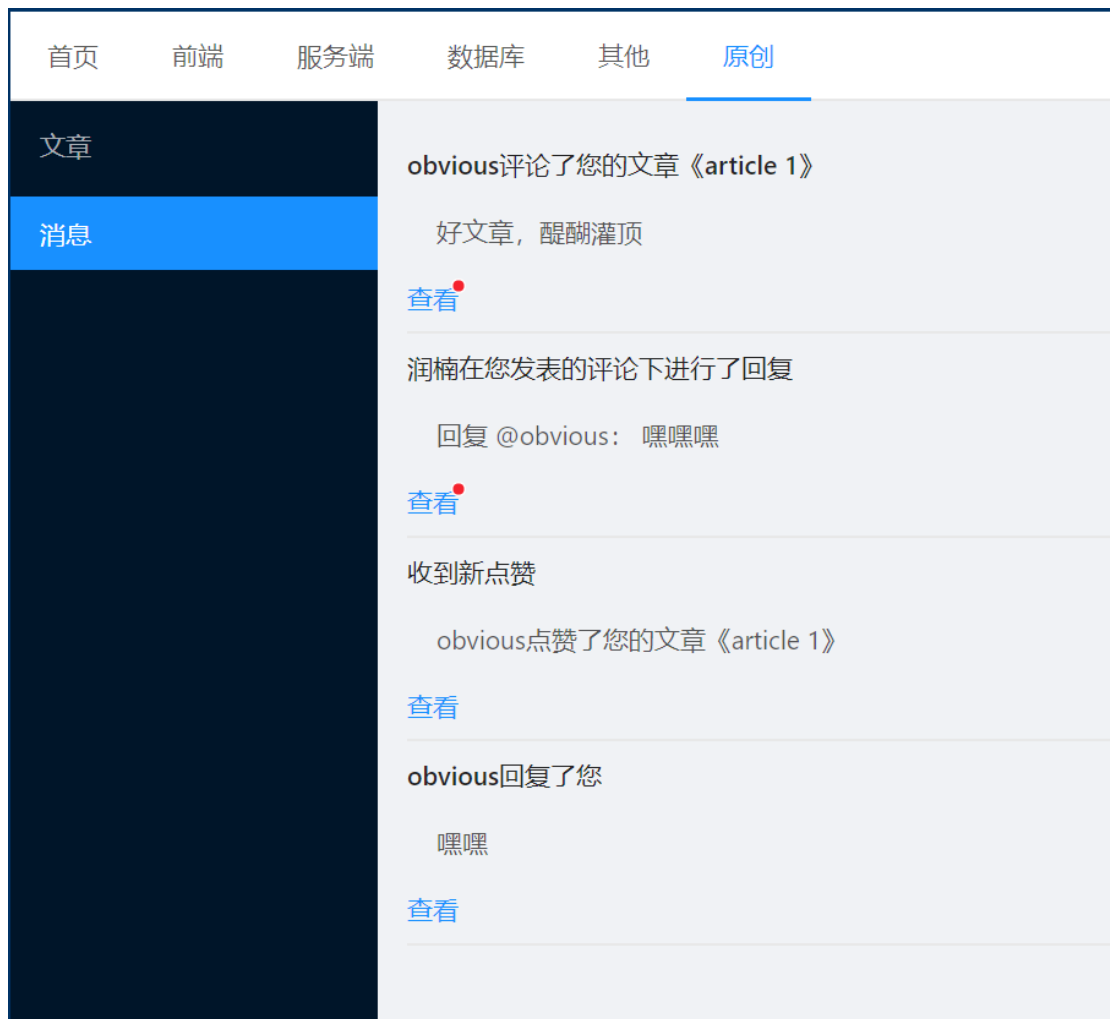 首页 前端 服务端 数据库 其他 原创
文章
消息
obvious评论了您的文章《article 1》
好文章，醍醐灌顶
查看
润楠在您发表的评论下进行了回复
回复 @obvious： 嘿嘿嘿
查看
收到新点赞
obvious点赞了您的文章《article 1》
查看
obvious回复了您
嘿嘿
查看